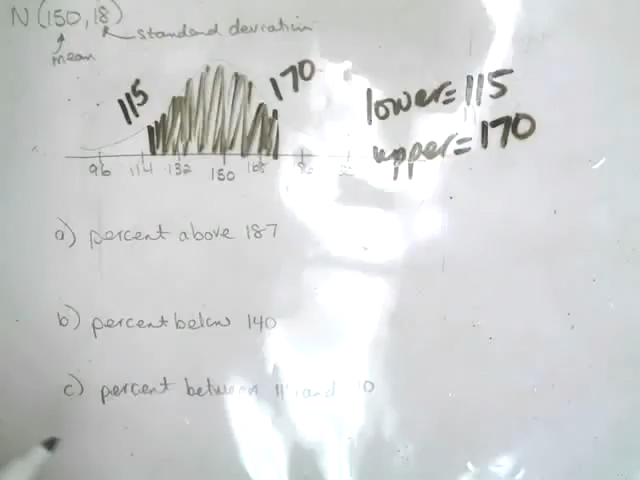 N(150,18)
standard deviation
mean
115
170
lower=115
upper=170
96 114 132 150
a) percent above 187
b) percent below 140
c) percent between and